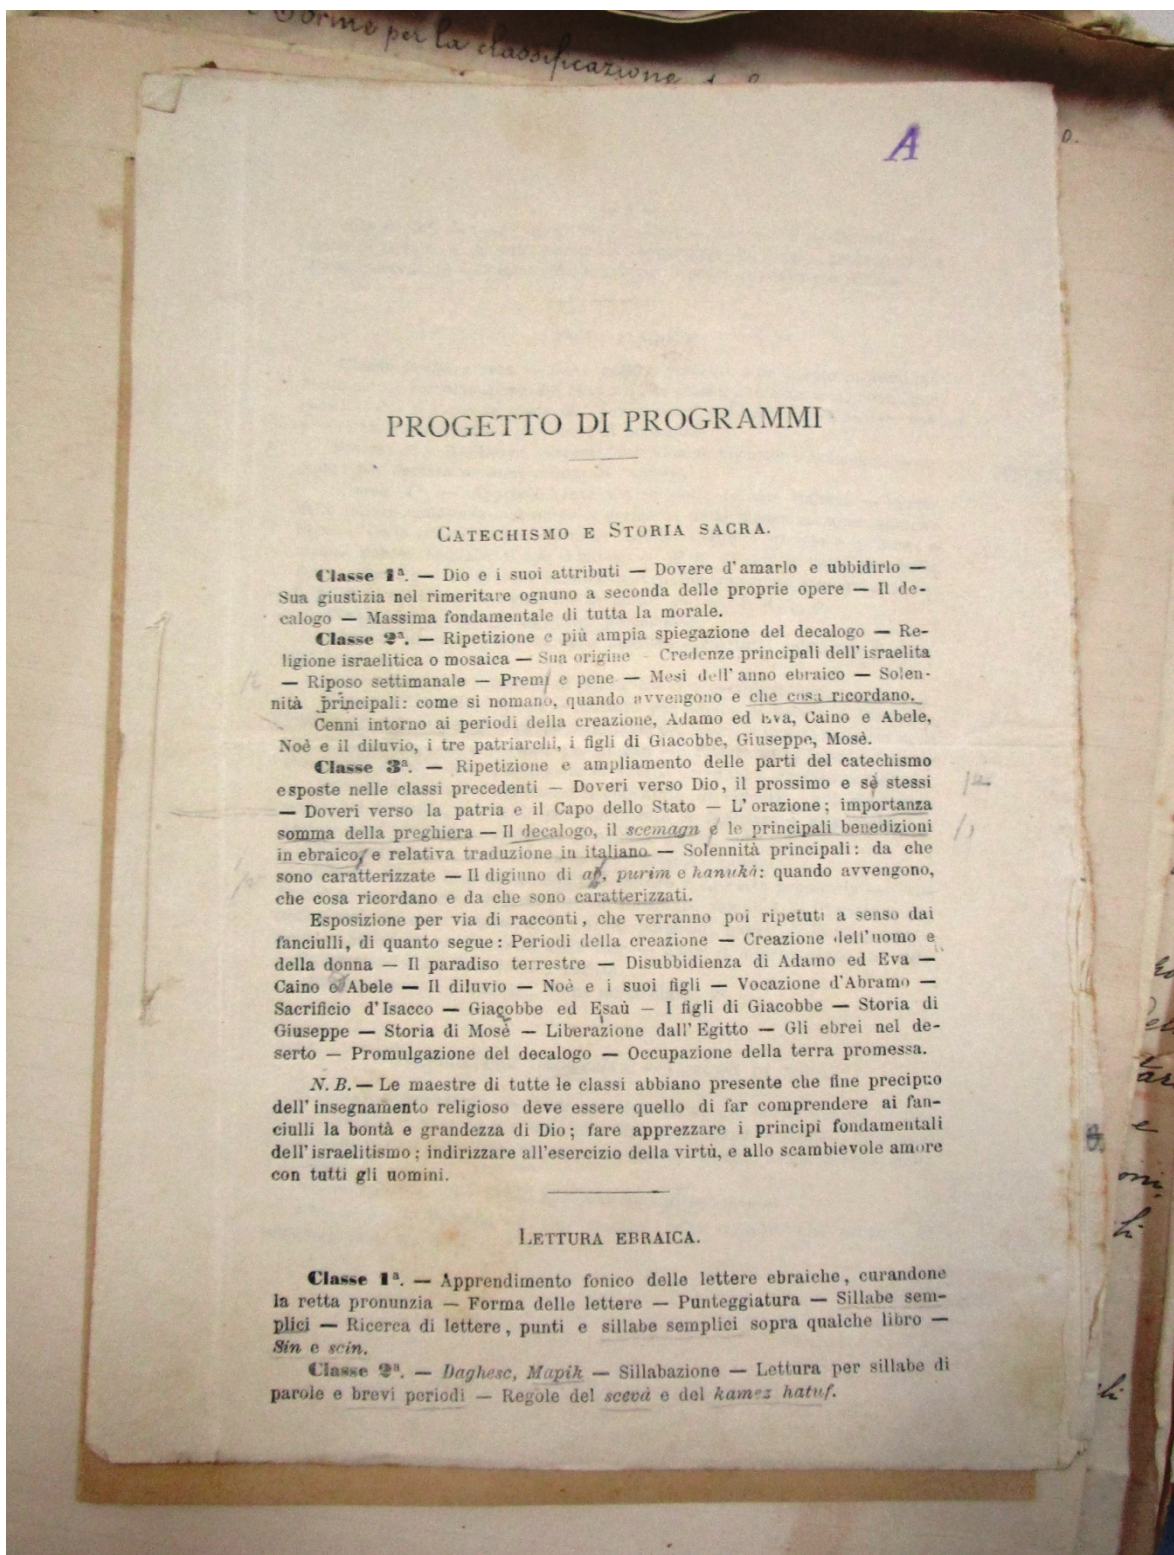 Norme per la classificazione
A
PROGETTO DI PROGRAMMI
CATECHISMO E STORIA SACRA.
Classe 1ª. — Dio e i suoi attributi — Dovere d'amarlo e ubbidirlo —
Sua giustizia nel rimeritare ognuno a seconda delle proprie opere — Il de-
calogo — Massima fondamentale di tutta la morale.
Classe 2ª. — Ripetizione e più ampia spiegazione del decalogo — Re-
ligione israelitica o mosaica — Sua origine - Credenze principali dell'israelita
— Riposo settimanale — Premj e pene — Mesi dell'anno ebraico — Solen-
nità principali: come si nomano, quando avvengono e che cosa ricordano.
Cenni intorno ai periodi della creazione, Adamo ed Eva, Caino e Abele,
Noè e il diluvio, i tre patriarchi, i figli di Giacobbe, Giuseppe, Mosè.
Classe 3ª. — Ripetizione e ampliamento delle parti del catechismo
esposte nelle classi precedenti — Doveri verso Dio, il prossimo e sè stessi
— Doveri verso la patria e il Capo dello Stato — L'orazione; importanza
somma della preghiera — Il decalogo, il scemagn e le principali benedizioni
in ebraico, e relativa traduzione in italiano — Solennità principali: da che
sono caratterizzate — Il digiuno di ab, purim e hanukà: quando avvengono,
che cosa ricordano e da che sono caratterizzati.
Esposizione per via di racconti, che verranno poi ripetuti a senso dai
fanciulli, di quanto segue: Periodi della creazione — Creazione dell'uomo e
della donna — Il paradiso terrestre — Disubbidienza di Adamo ed Eva —
Caino e Abele — Il diluvio — Noè e i suoi figli — Vocazione d'Abramo —
Sacrificio d'Isacco — Giacobbe ed Esaù — I figli di Giacobbe — Storia di
Giuseppe — Storia di Mosè — Liberazione dall'Egitto — Gli ebrei nel de-
serto — Promulgazione del decalogo — Occupazione della terra promessa.
N. B. — Le maestre di tutte le classi abbiano presente che fine precipuo
dell'insegnamento religioso deve essere quello di far comprendere ai fan-
ciulli la bontà e grandezza di Dio; fare apprezzare i principi fondamentali
dell'israelitismo; indirizzare all'esercizio della virtù, e allo scambievole amore
con tutti gli uomini.
LETTURA EBRAICA.
Classe 1ª. — Apprendimento fonico delle lettere ebraiche, curandone
la retta pronunzia — Forma delle lettere — Punteggiatura — Sillabe sem-
plici — Ricerca di lettere, punti e sillabe semplici sopra qualche libro —
Sin e scin.
Classe 2ª. — Daghesc, Mapik — Sillabazione — Lettura per sillabe di
parole e brevi periodi — Regole del scevà e del kamez hatuf.